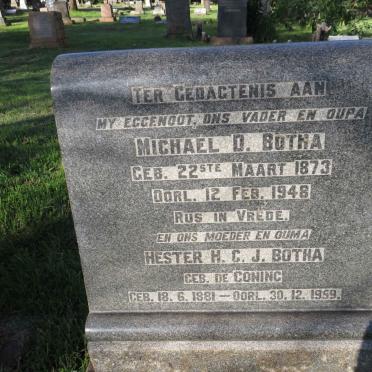 TER GEDACTENIS AAN
MY EGGENOOT, ONS VADER EN OUPA
MICHAEL D. BOTHA
GEB. 22STE MAART 1873
OORL. 12 FEB. 1948
RUS IN VREDE.
EN ONS MOEDER EN OUMA
HESTER H. C. J. BOTHA
GEB. DE CONING
GEB. 18. 6. 1881 – OORL. 30. 12. 1959.